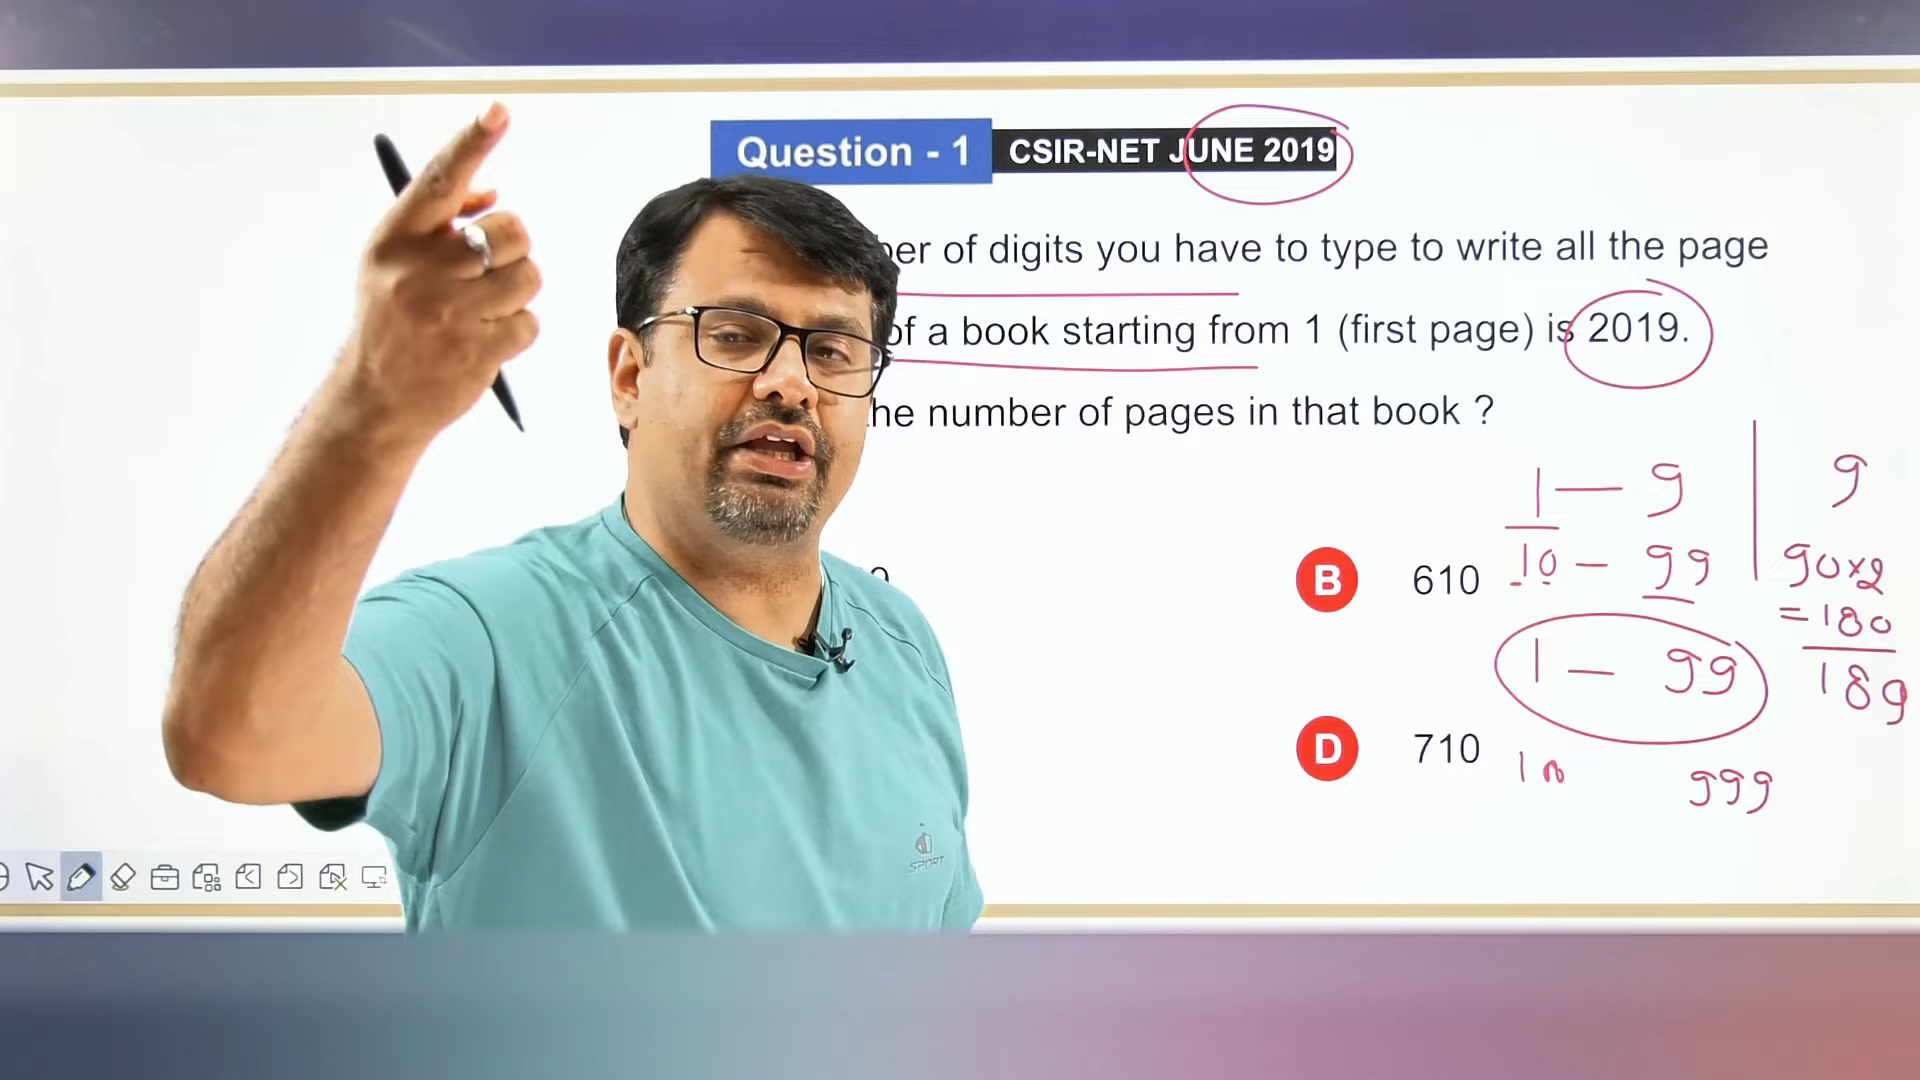 Question - 1 CSIR-NET JUNE 2019
ber of digits you have to type to write all the page
of a book starting from 1 (first page) is 2019.
he number of pages in that book ?
1 — 9 | 9
B 610 10 — 99 | 90×2
= 180
1 — 99 189
D 710 999
SPORT